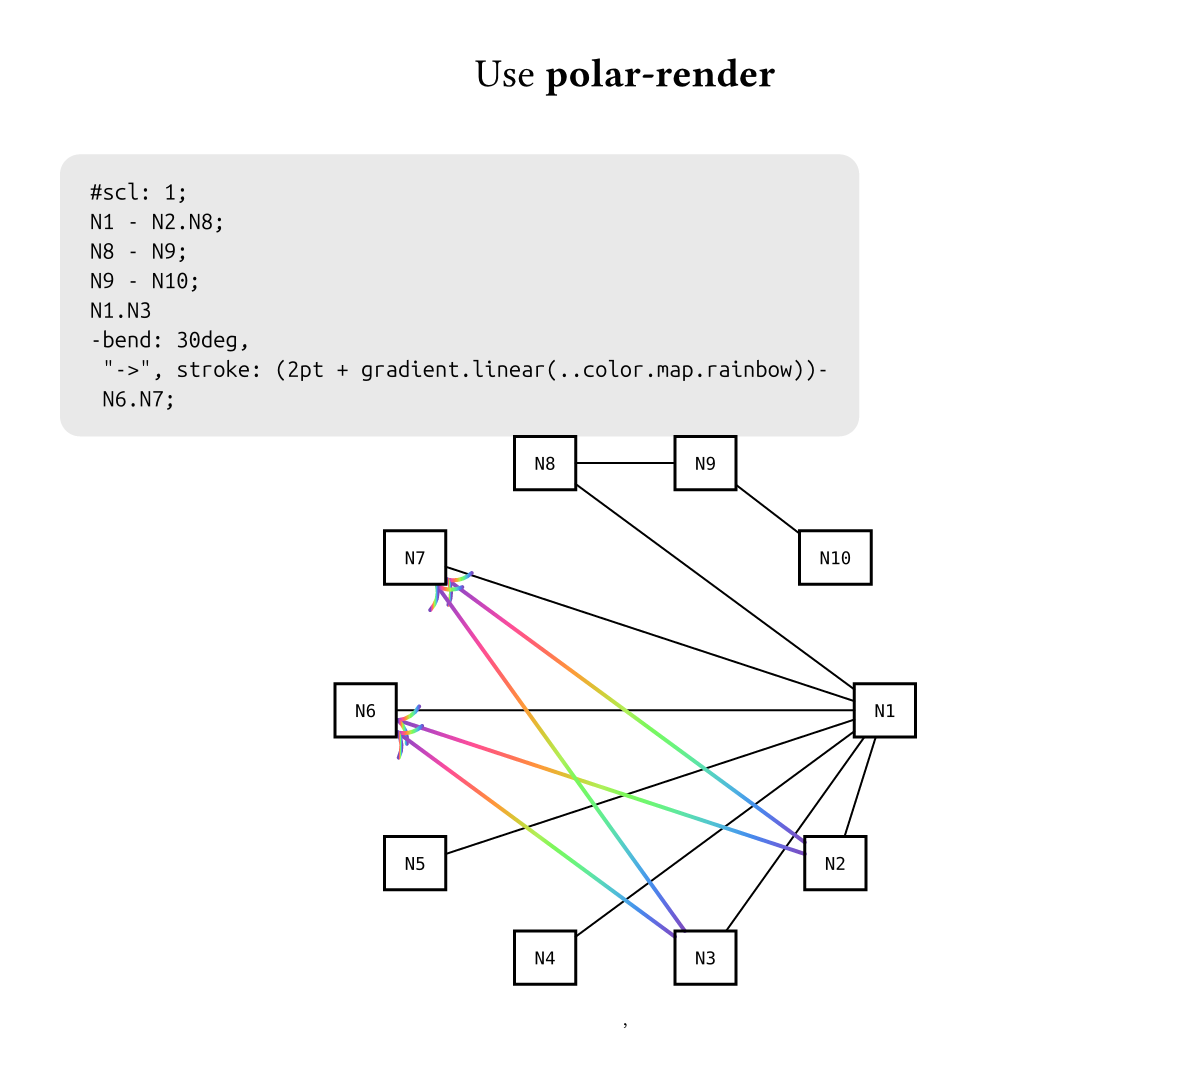 Use polar-render
#scl: 1;
N1 - N2.N8;
N8 - N9;
N9 - N10;
N1.N3
-bend: 30deg,
"->", stroke: (2pt + gradient.linear(..color.map.rainbow))-
N6.N7;
N8 N9
N7 N10
N6 N1
N5 N2
N4 N3
,